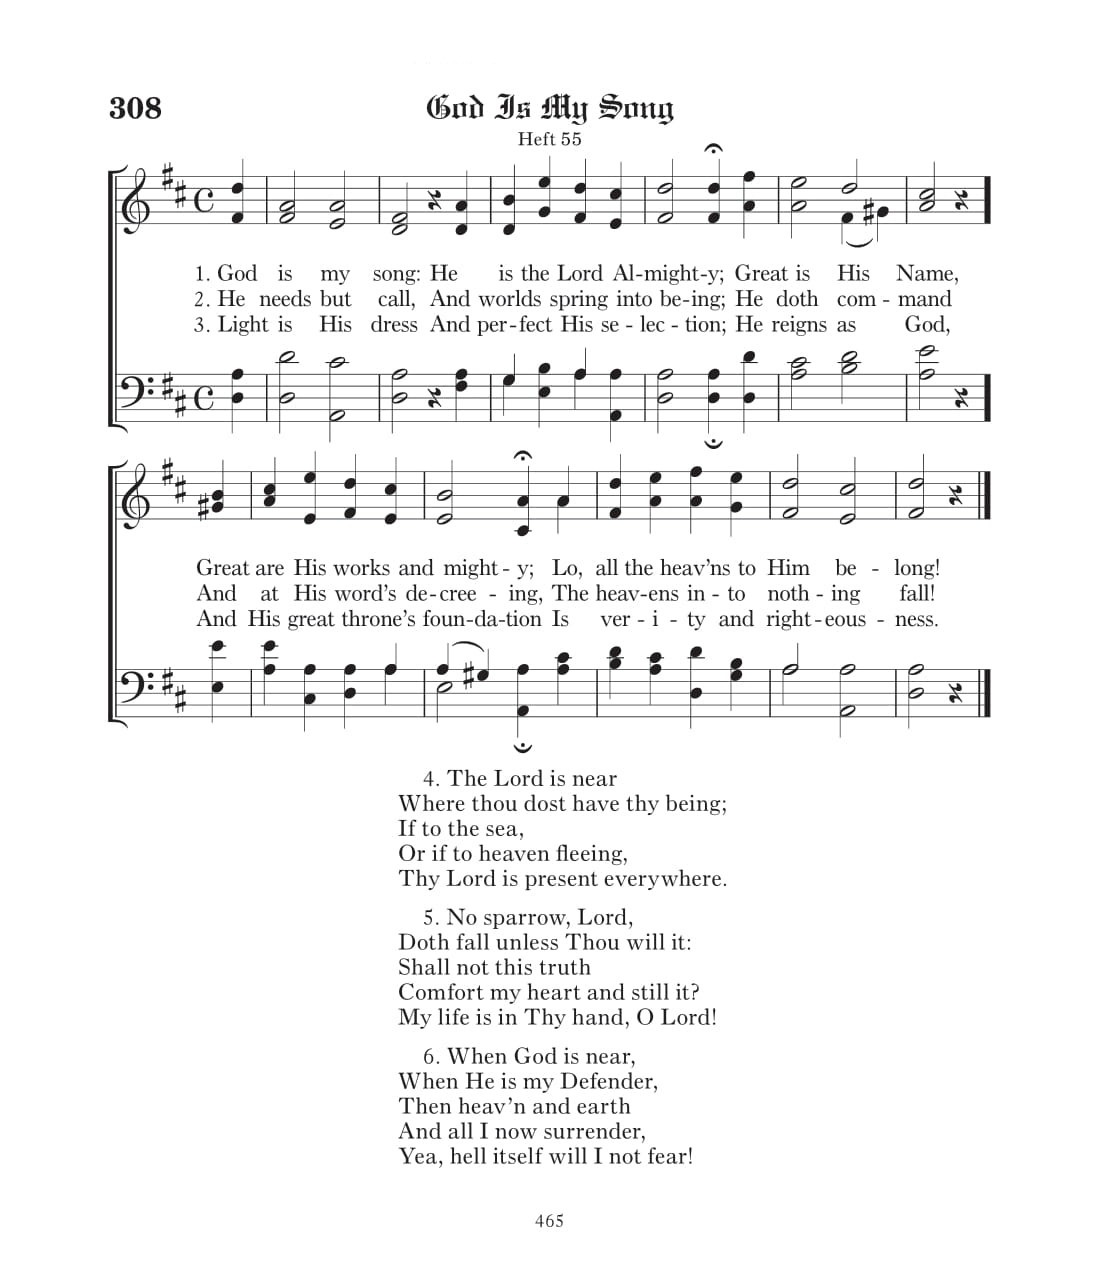 308
God Is My Song
Heft 55
1. God is my song: He is the Lord Al-might-y; Great is His Name,
2. He needs but call, And worlds spring into be-ing; He doth com - mand
3. Light is His dress And per-fect His se - lec - tion; He reigns as God,
Great are His works and might - y; Lo, all the heav'ns to Him be - long!
And at His word's de-cree - ing, The heav-ens in - to noth - ing fall!
And His great throne's foun-da-tion Is ver - i - ty and right-eous - ness.
4. The Lord is near
Where thou dost have thy being;
If to the sea,
Or if to heaven fleeing,
Thy Lord is present everywhere.
5. No sparrow, Lord,
Doth fall unless Thou will it:
Shall not this truth
Comfort my heart and still it?
My life is in Thy hand, O Lord!
6. When God is near,
When He is my Defender,
Then heav'n and earth
And all I now surrender,
Yea, hell itself will I not fear!
465